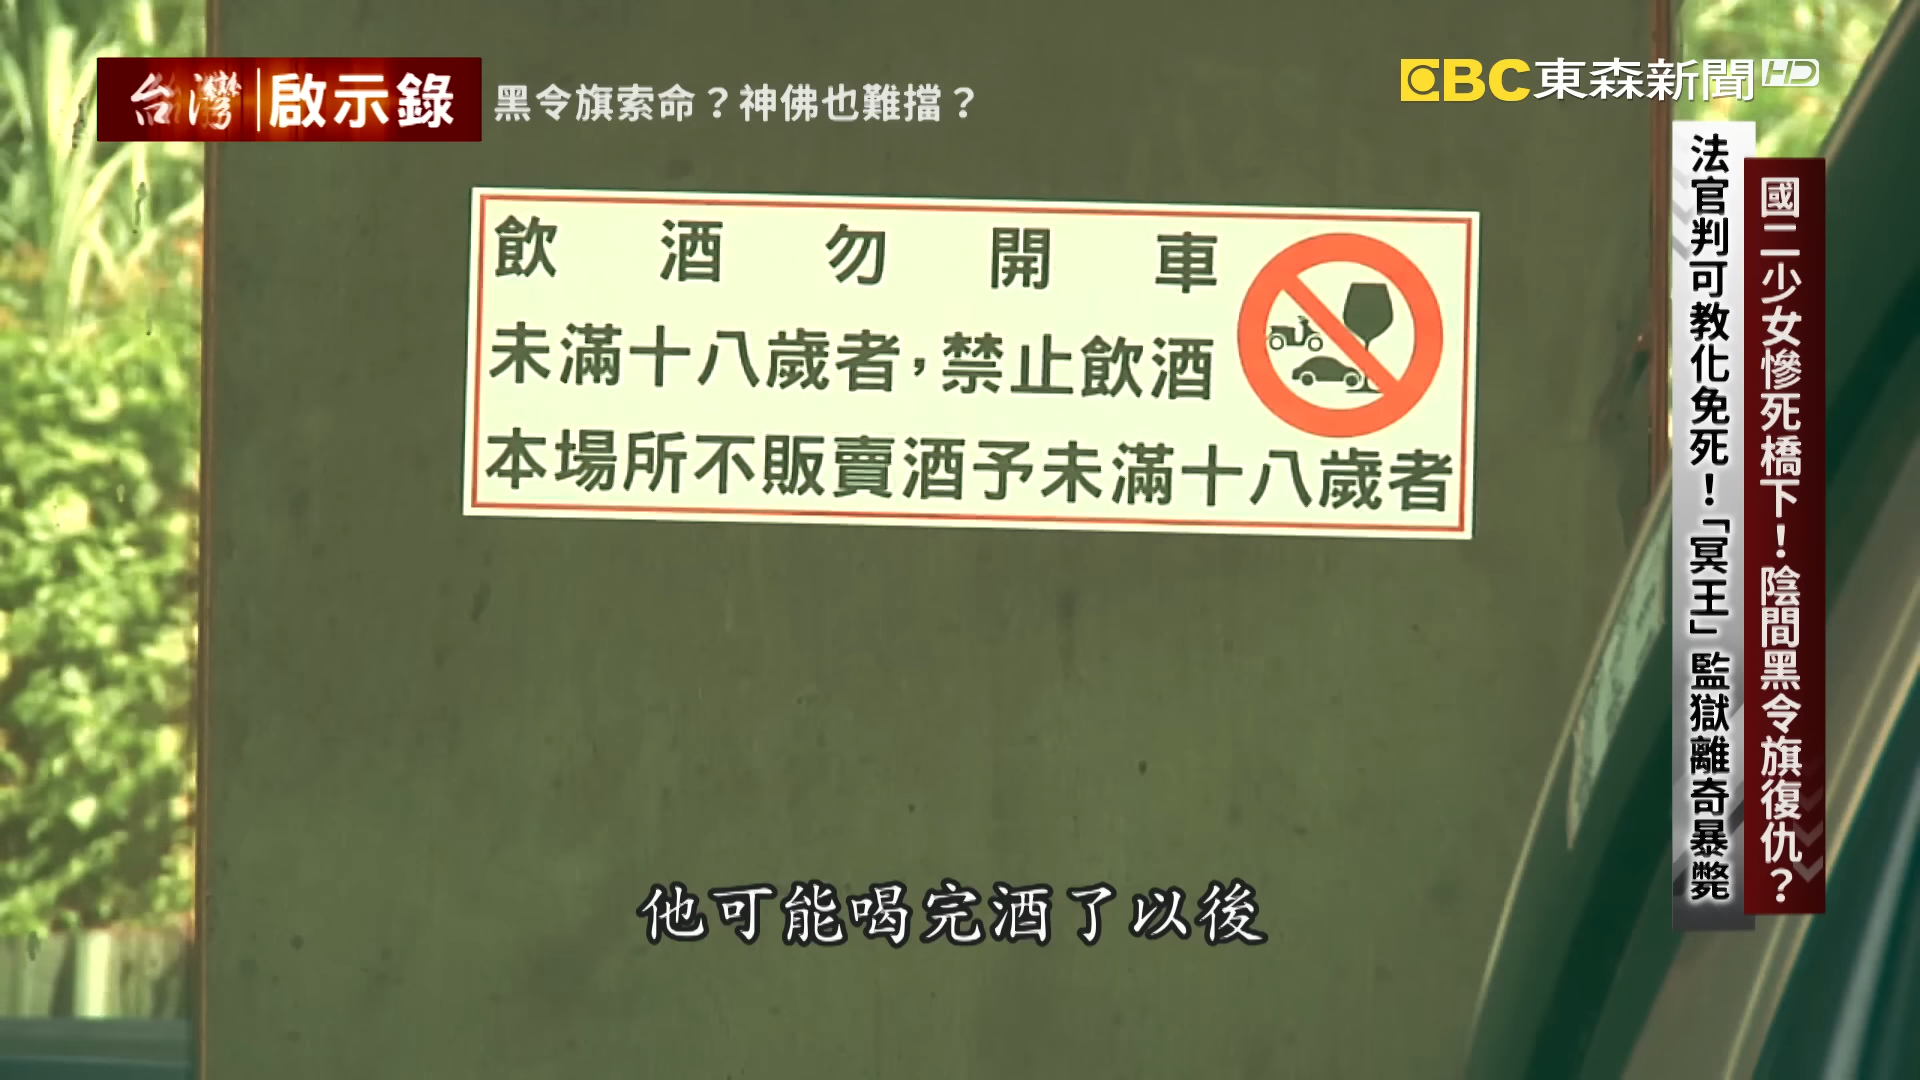 台灣啟示錄
黑令旗索命？神佛也難擋？
EBC東森新聞HD
飲酒勿開車
未滿十八歲者，禁止飲酒
本場所不販賣酒予未滿十八歲者
國二少女慘死橋下！陰間黑令旗復仇？
法官判可教化免死！「冥王」監獄離奇暴斃
他可能喝完酒了以後